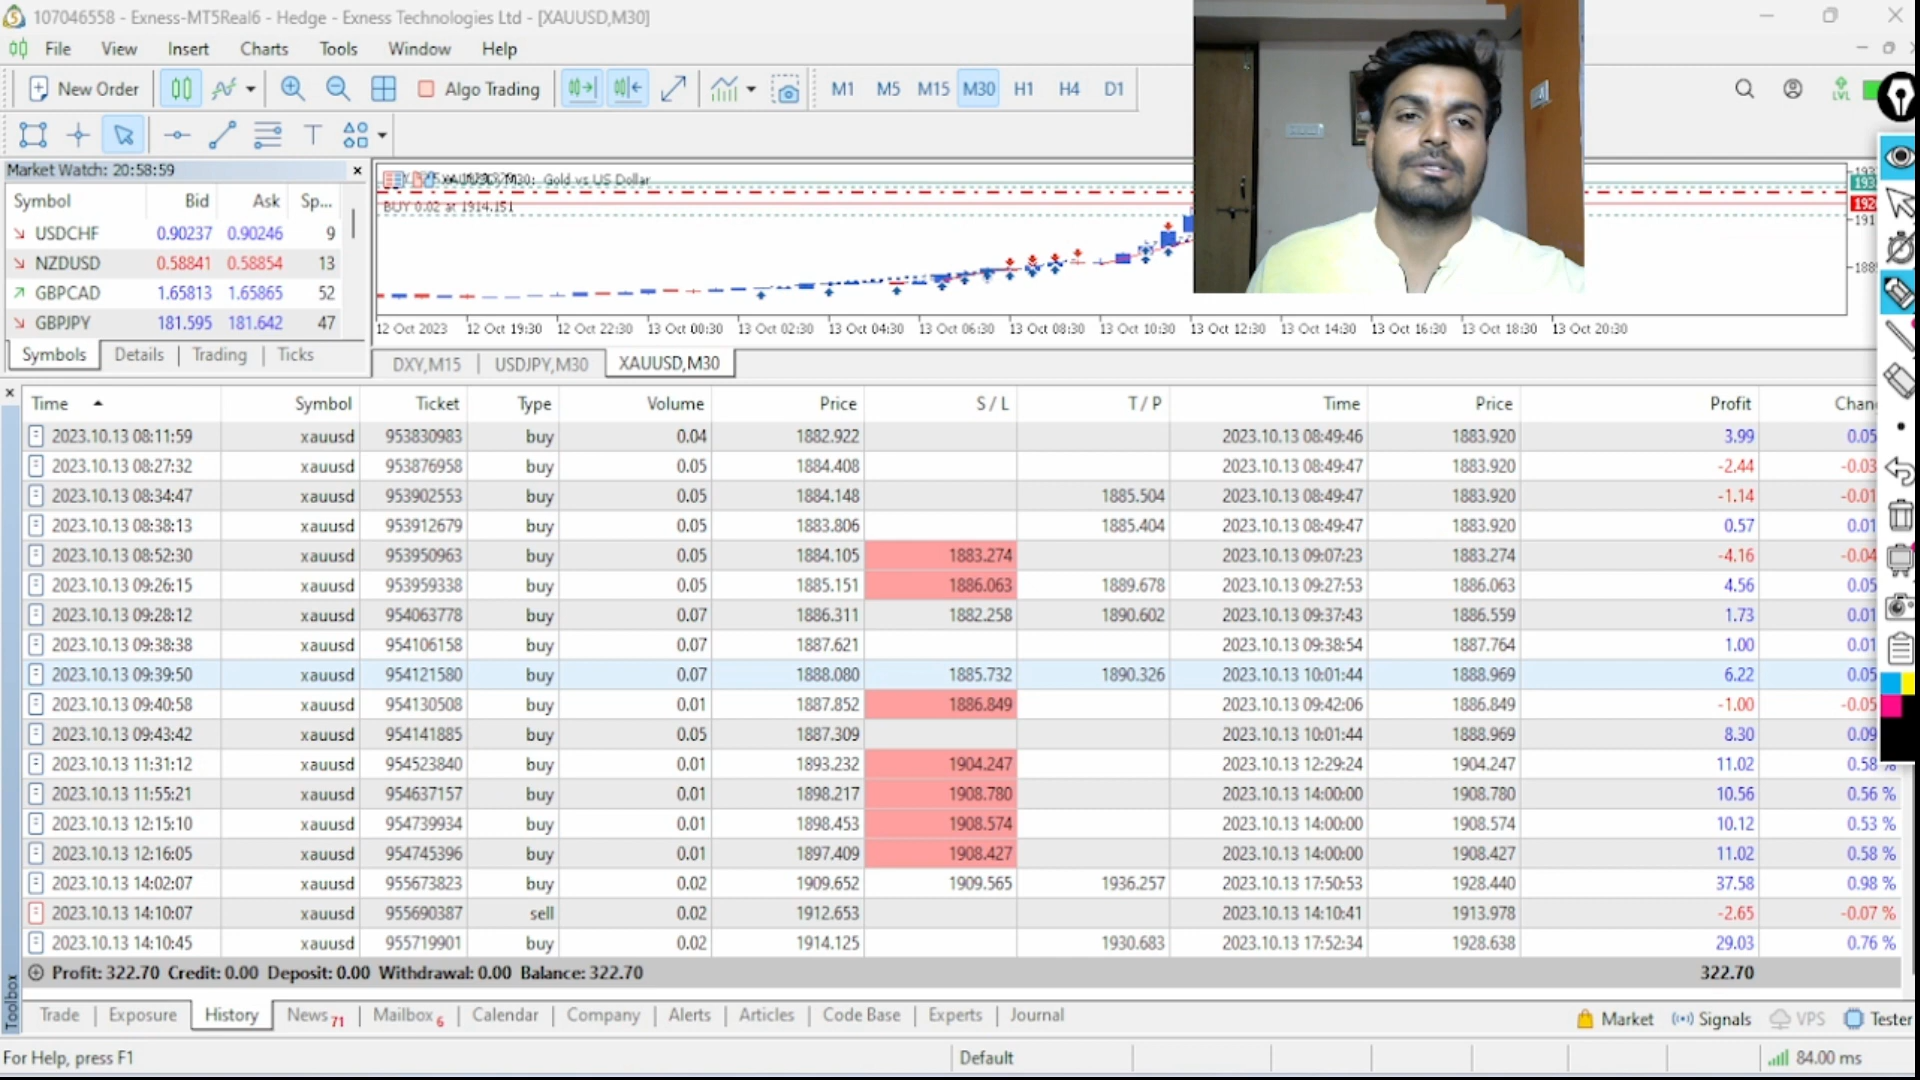 107046558 - Exness-MT5Real6 - Hedge - Exness Technologies Ltd - [XAUUSD,M30]
File View Insert Charts Tools Window Help
New Order Algo Trading M1 M5 M15 M30 H1 H4 D1 LVL
Market Watch: 20:58:59
Symbol Bid Ask Sp...
USDCHF 0.90237 0.90246 9
NZDUSD 0.58841 0.58854 13
GBPCAD 1.65813 1.65865 52
GBPJPY 181.595 181.642 47
Symbols Details Trading Ticks
XAUUSD, M30: Gold vs US Dollar
BUY 0.02 at 1914.151
12 Oct 2023 12 Oct 19:30 12 Oct 22:30 13 Oct 00:30 13 Oct 02:30 13 Oct 04:30 13 Oct 06:30 13 Oct 08:30 13 Oct 10:30 13 Oct 12:30 13 Oct 14:30 13 Oct 16:30 13 Oct 18:30 13 Oct 20:30
DXY,M15 USDJPY,M30 XAUUSD,M30
Time Symbol Ticket Type Volume Price S / L T / P Time Price Profit Chan
2023.10.13 08:11:59 xauusd 953830983 buy 0.04 1882.922 2023.10.13 08:49:46 1883.920 3.99 0.05
2023.10.13 08:27:32 xauusd 953876958 buy 0.05 1884.408 2023.10.13 08:49:47 1883.920 -2.44 -0.03
2023.10.13 08:34:47 xauusd 953902553 buy 0.05 1884.148 1885.504 2023.10.13 08:49:47 1883.920 -1.14 -0.01
2023.10.13 08:38:13 xauusd 953912679 buy 0.05 1883.806 1885.404 2023.10.13 08:49:47 1883.920 0.57 0.01
2023.10.13 08:52:30 xauusd 953950963 buy 0.05 1884.105 1883.274 2023.10.13 09:07:23 1883.274 -4.16 -0.04
2023.10.13 09:26:15 xauusd 953959338 buy 0.05 1885.151 1886.063 1889.678 2023.10.13 09:27:53 1886.063 4.56 0.05
2023.10.13 09:28:12 xauusd 954063778 buy 0.07 1886.311 1882.258 1890.602 2023.10.13 09:37:43 1886.559 1.73 0.01
2023.10.13 09:38:38 xauusd 954106158 buy 0.07 1887.621 2023.10.13 09:38:54 1887.764 1.00 0.01
2023.10.13 09:39:50 xauusd 954121580 buy 0.07 1888.080 1885.732 1890.326 2023.10.13 10:01:44 1888.969 6.22 0.05
2023.10.13 09:40:58 xauusd 954130508 buy 0.01 1887.852 1886.849 2023.10.13 09:42:06 1886.849 -1.00 -0.05
2023.10.13 09:43:42 xauusd 954141885 buy 0.05 1887.309 2023.10.13 10:01:44 1888.969 8.30 0.09
2023.10.13 11:31:12 xauusd 954523840 buy 0.01 1893.232 1904.247 2023.10.13 12:29:24 1904.247 11.02 0.58 %
2023.10.13 11:55:21 xauusd 954637157 buy 0.01 1898.217 1908.780 2023.10.13 14:00:00 1908.780 10.56 0.56 %
2023.10.13 12:15:10 xauusd 954739934 buy 0.01 1898.453 1908.574 2023.10.13 14:00:00 1908.574 10.12 0.53 %
2023.10.13 12:16:05 xauusd 954745396 buy 0.01 1897.409 1908.427 2023.10.13 14:00:00 1908.427 11.02 0.58 %
2023.10.13 14:02:07 xauusd 955673823 buy 0.02 1909.652 1909.565 1936.257 2023.10.13 17:50:53 1928.440 37.58 0.98 %
2023.10.13 14:10:07 xauusd 955690387 sell 0.02 1912.653 2023.10.13 14:10:41 1913.978 -2.65 -0.07 %
2023.10.13 14:10:45 xauusd 955719901 buy 0.02 1914.125 1930.683 2023.10.13 17:52:34 1928.638 29.03 0.76 %
Profit: 322.70 Credit: 0.00 Deposit: 0.00 Withdrawal: 0.00 Balance: 322.70 322.70
Toolbox
Trade Exposure History News 71 Mailbox 6 Calendar Company Alerts Articles Code Base Experts Journal Market Signals VPS Tester
For Help, press F1 Default 84.00 ms